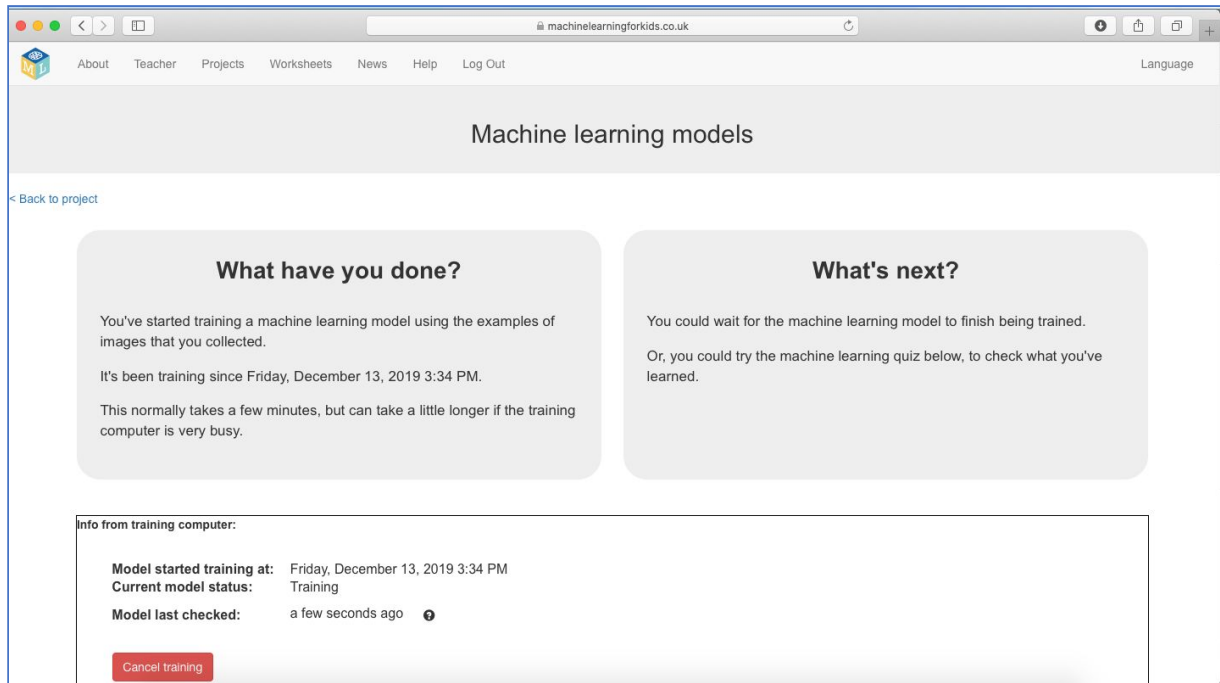 machinelearningforkids.co.uk
About Teacher Projects Worksheets News Help Log Out Language
Machine learning models
< Back to project
What have you done?
You've started training a machine learning model using the examples of
images that you collected.
It's been training since Friday, December 13, 2019 3:34 PM.
This normally takes a few minutes, but can take a little longer if the training
computer is very busy.
What's next?
You could wait for the machine learning model to finish being trained.
Or, you could try the machine learning quiz below, to check what you've
learned.
Info from training computer:
Model started training at: Friday, December 13, 2019 3:34 PM
Current model status: Training
Model last checked: a few seconds ago
Cancel training